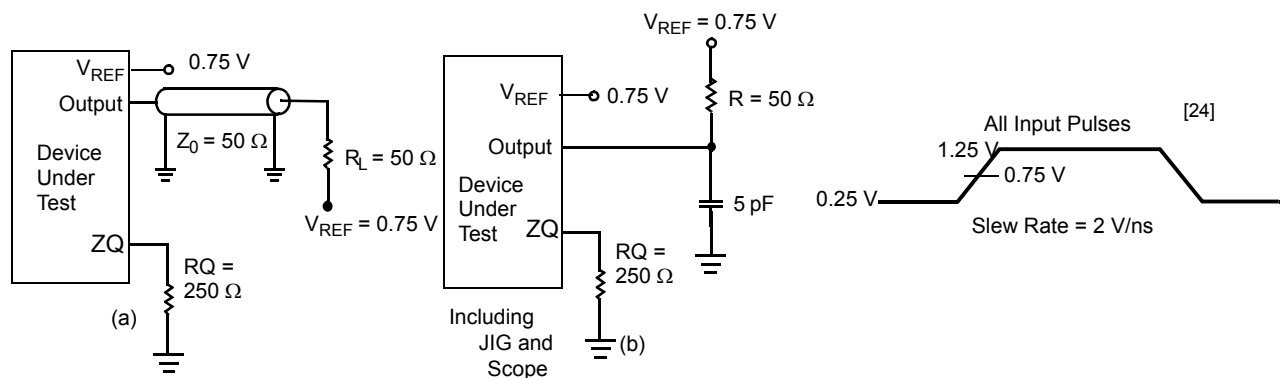 V_REF
0.75 V
Output
Z_0 = 50 Ω
Device
Under
Test
R_L = 50 Ω
V_REF = 0.75 V
ZQ
RQ =
250 Ω
(a)
V_REF = 0.75 V
R = 50 Ω
V_REF
0.75 V
Output
Device
Under
Test
5 pF
ZQ
RQ =
250 Ω
Including
JIG and
Scope
(b)
[24]
All Input Pulses
1.25 V
0.75 V
0.25 V
Slew Rate = 2 V/ns